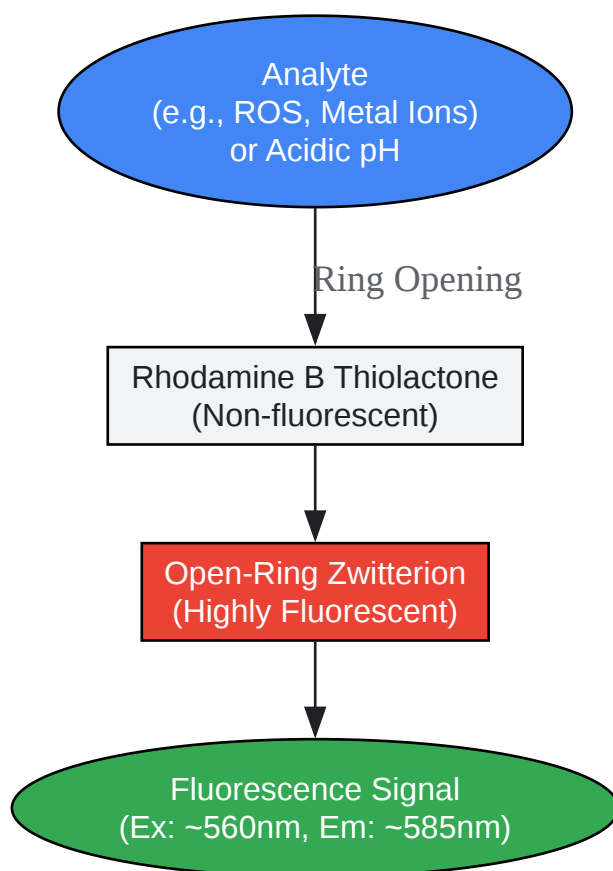 Analyte
(e.g., ROS, Metal Ions)
or Acidic pH
Ring Opening
Rhodamine B Thiolactone
(Non-fluorescent)
Open-Ring Zwitterion
(Highly Fluorescent)
Fluorescence Signal
(Ex: ~560nm, Em: ~585nm)